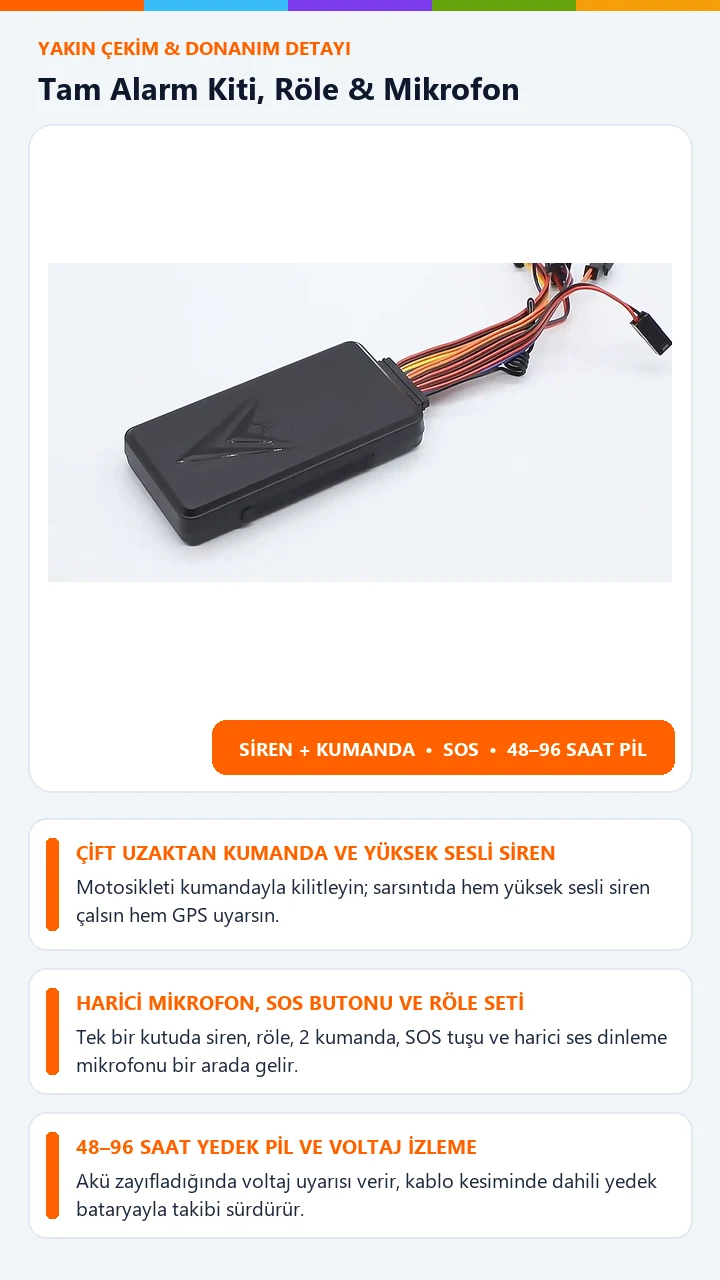 YAKIN ÇEKİM & DONANIM DETAYI
Tam Alarm Kiti, Röle & Mikrofon
SİREN + KUMANDA • SOS • 48–96 SAAT PİL
ÇİFT UZAKTAN KUMANDA VE YÜKSEK SESLİ SİREN
Motosikleti kumandayla kilitleyin; sarsıntıda hem yüksek sesli siren
çalsın hem GPS uyarsın.
HARİCİ MİKROFON, SOS BUTONU VE RÖLE SETİ
Tek bir kutuda siren, röle, 2 kumanda, SOS tuşu ve harici ses dinleme
mikrofonu bir arada gelir.
48–96 SAAT YEDEK PİL VE VOLTAJ İZLEME
Akü zayıfladığında voltaj uyarısı verir, kablo kesiminde dahili yedek
bataryayla takibi sürdürür.